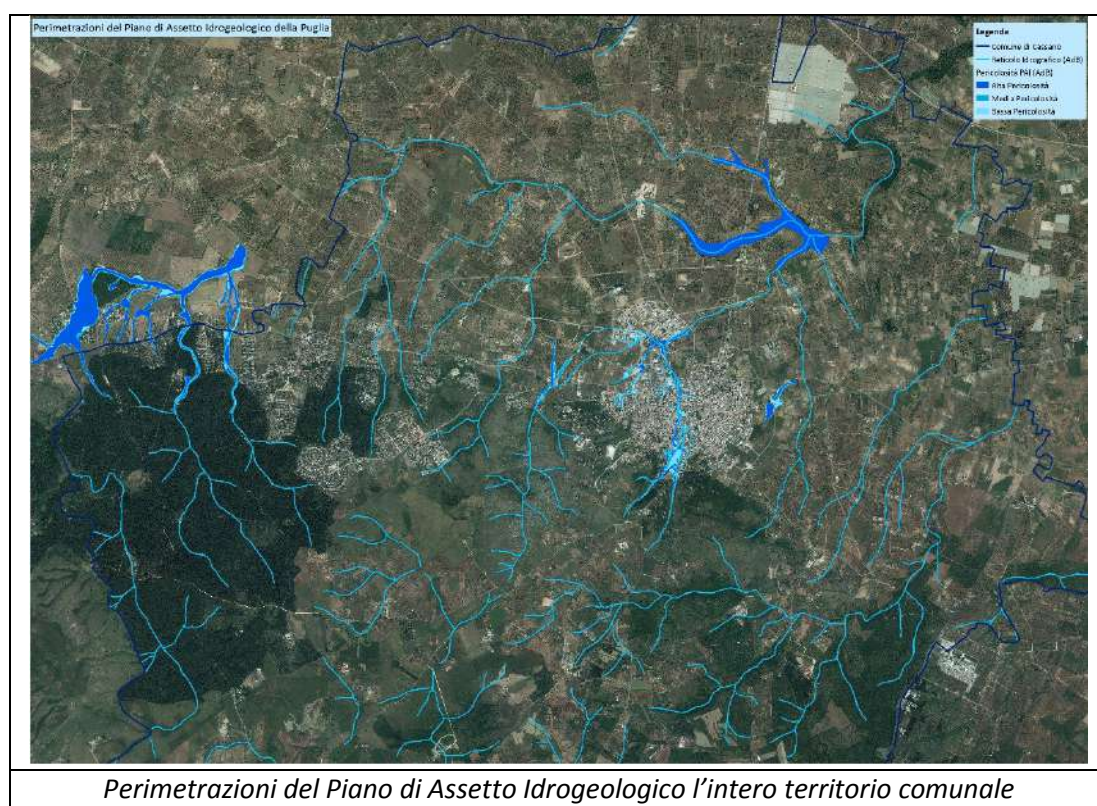 Perimetrazioni del Piano di Assetto Idrogeologico della Puglia
Legenda
Comune di Cassano
Reticolo Idrografico (AdB)
Pericolosità PAI (AdB)
Alta Pericolosità
Media Pericolosità
Bassa Pericolosità
Perimetrazioni del Piano di Assetto Idrogeologico l’intero territorio comunale